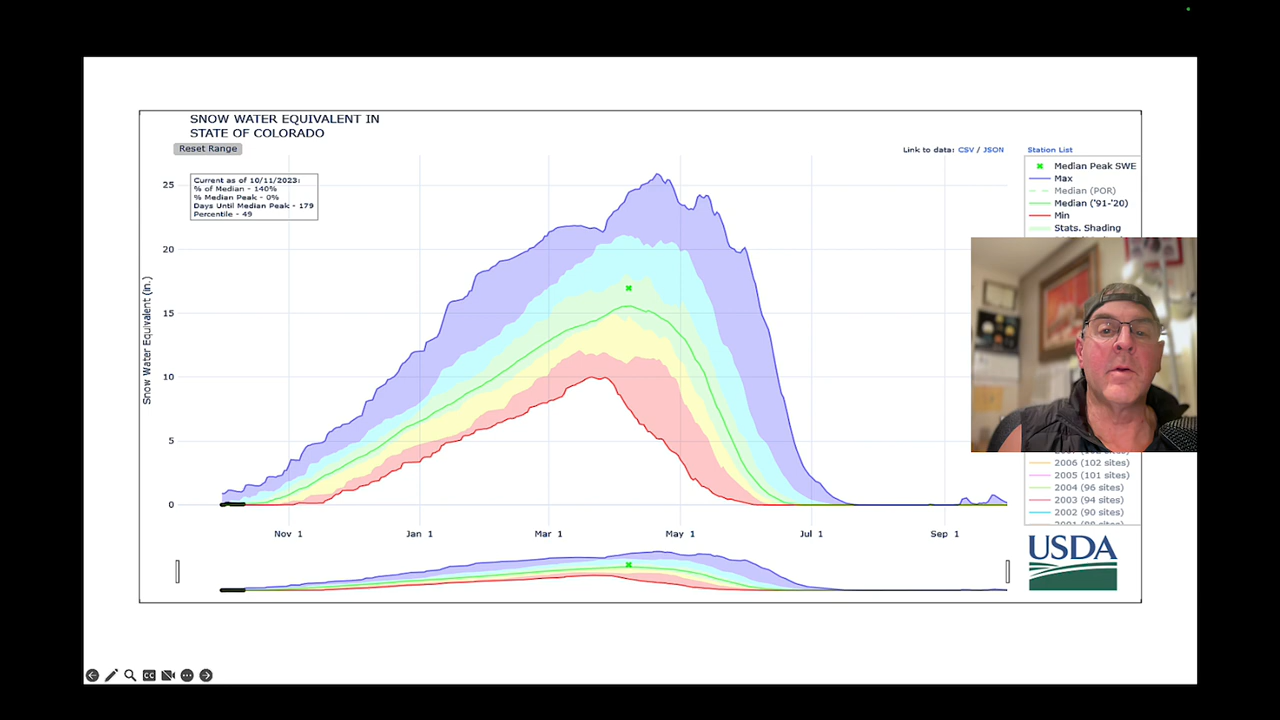 SNOW WATER EQUIVALENT IN
STATE OF COLORADO
Reset Range
Link to data: CSV / JSON
Station List
Current as of 10/11/2023:
% of Median - 140%
% Median Peak - 0%
Days Until Median Peak - 179
Percentile - 49
Median Peak SWE
Max
Median (POR)
Median ('91-'20)
Min
Stats. Shading
Snow Water Equivalent (in.)
25
20
15
10
5
0
Nov 1
Jan 1
Mar 1
May 1
Jul 1
Sep 1
2006 (102 sites)
2005 (101 sites)
2004 (96 sites)
2003 (94 sites)
2002 (90 sites)
USDA
CC